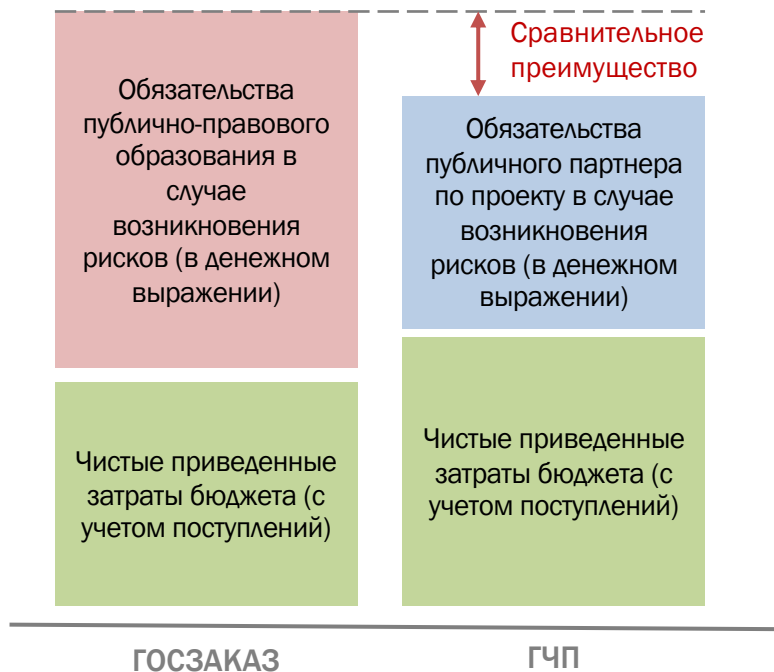 Сравнительное
преимущество
Обязательства
публично-правового
образования в
случае
возникновения
рисков (в денежном
выражении)
Обязательства
публичного партнера
по проекту в случае
возникновения
рисков (в денежном
выражении)
Чистые приведенные
затраты бюджета (с
учетом поступлений)
Чистые приведенные
затраты бюджета (с
учетом поступлений)
ГОСЗАКАЗ
ГЧП